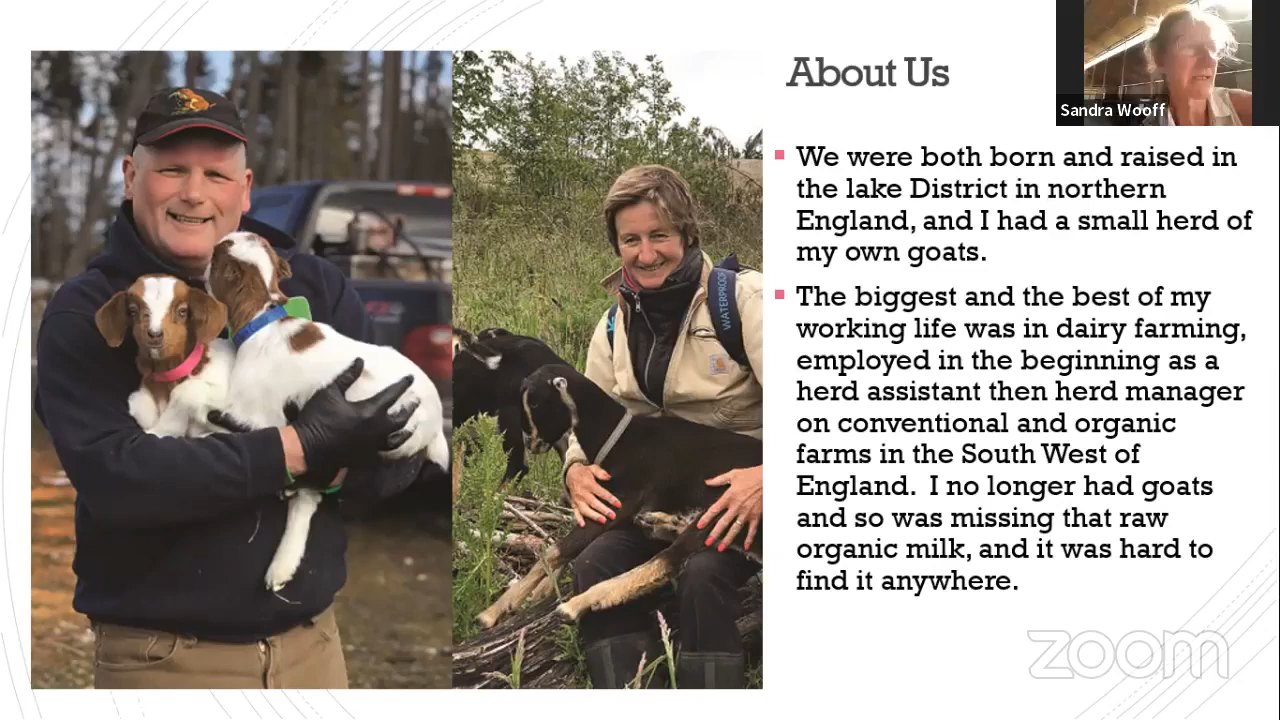 About Us
Sandra Wooff
We were both born and raised in
the lake District in northern
England, and I had a small herd of
my own goats.
The biggest and the best of my
working life was in dairy farming,
employed in the beginning as a
herd assistant then herd manager
on conventional and organic
farms in the South West of
England. I no longer had goats
and so was missing that raw
organic milk, and it was hard to
find it anywhere.
WATERPROOF
zoom